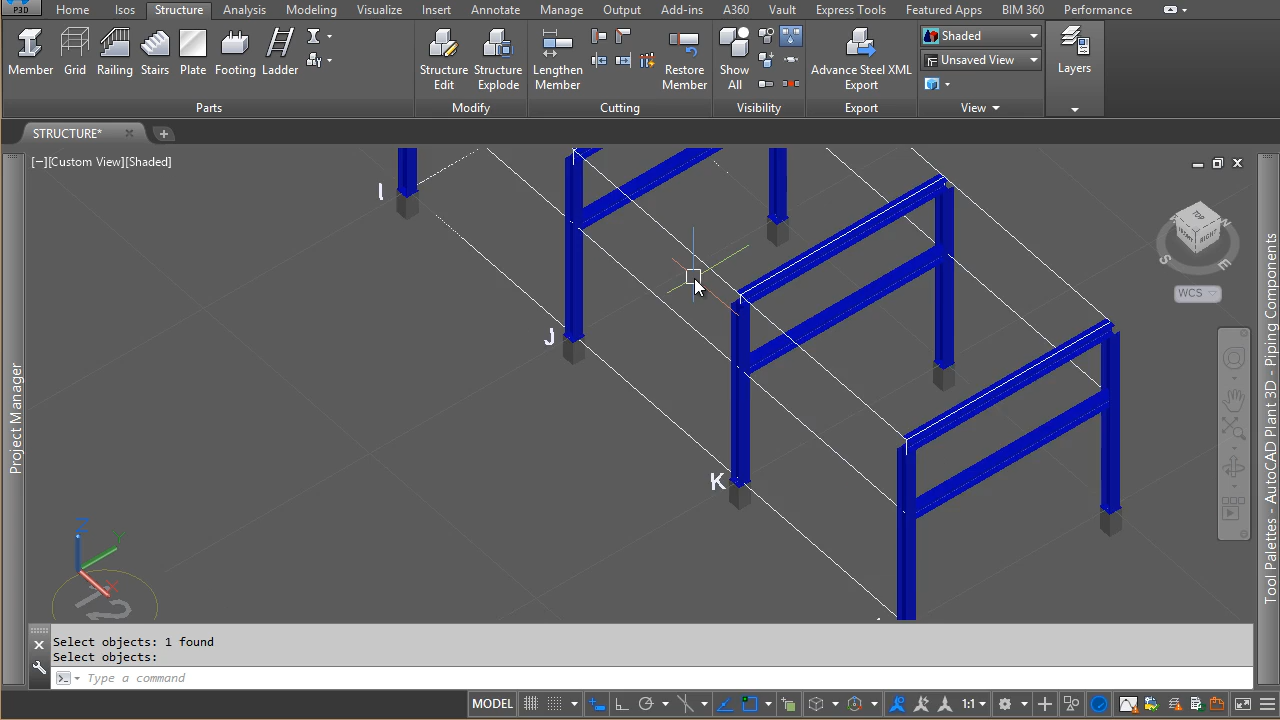 P3D
Home Isos Structure Analysis Modeling Visualize Insert Annotate Manage Output Add-ins A360 Vault Express Tools Featured Apps BIM 360 Performance
Member Grid Railing Stairs Plate Footing Ladder
Structure Edit
Structure Explode
Lengthen Member
Restore Member
Show All
Advance Steel XML Export
Shaded
Unsaved View
Layers
Parts Modify Cutting Visibility Export View
STRUCTURE*
[−][Custom View][Shaded]
TOP
FRONT
RIGHT
N
S
E
WCS
I
J
K
Z
Y
X
Project Manager
Tool Palettes - AutoCAD Plant 3D - Piping Components
Select objects: 1 found
Select objects:
Type a command
MODEL
1:1